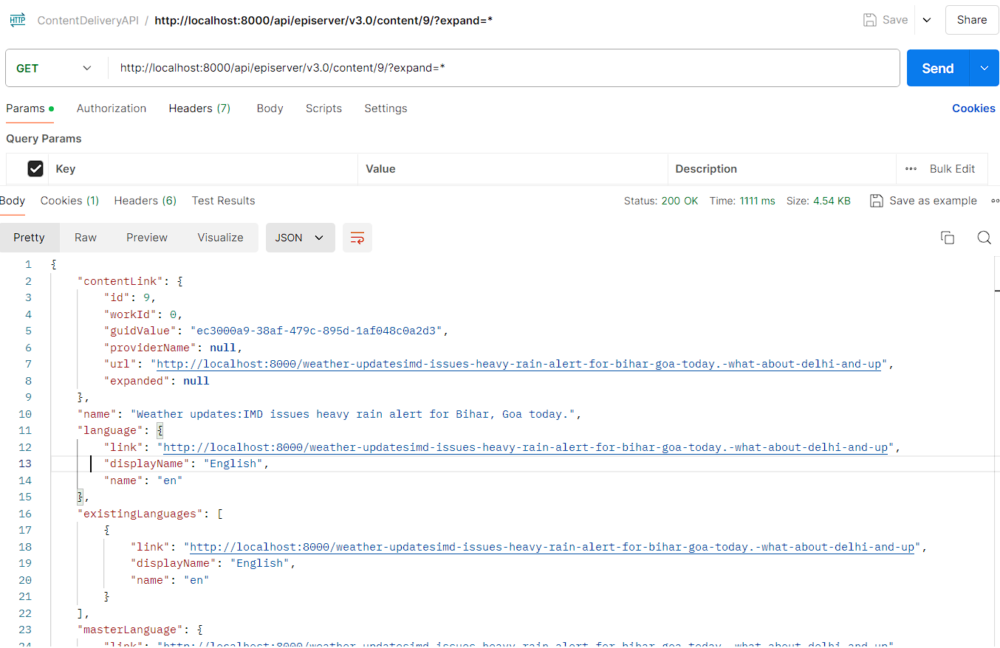 HTTP ContentDeliveryAPI / http://localhost:8000/api/episerver/v3.0/content/9/?expand=* Save Share
GET http://localhost:8000/api/episerver/v3.0/content/9/?expand=* Send
Params Authorization Headers (7) Body Scripts Settings Cookies
Query Params
Key Value Description Bulk Edit
Body Cookies (1) Headers (6) Test Results Status: 200 OK Time: 1111 ms Size: 4.54 KB Save as example
Pretty Raw Preview Visualize JSON
1 {
2 "contentLink": {
3 "id": 9,
4 "workId": 0,
5 "guidValue": "ec3000a9-38af-479c-895d-1af048c0a2d3",
6 "providerName": null,
7 "url": "http://localhost:8000/weather-updatesimd-issues-heavy-rain-alert-for-bihar-goa-today.-what-about-delhi-and-up",
8 "expanded": null
9 },
10 "name": "Weather updates:IMD issues heavy rain alert for Bihar, Goa today.",
11 "language": {
12 "link": "http://localhost:8000/weather-updatesimd-issues-heavy-rain-alert-for-bihar-goa-today.-what-about-delhi-and-up",
13 "displayName": "English",
14 "name": "en"
15 },
16 "existingLanguages": [
17 {
18 "link": "http://localhost:8000/weather-updatesimd-issues-heavy-rain-alert-for-bihar-goa-today.-what-about-delhi-and-up",
19 "displayName": "English",
20 "name": "en"
21 }
22 ],
23 "masterLanguage": {
24 "link": "http://localhost:8000/weather-updatesimd-issues-heavy-rain-alert-for-bihar-goa-today.-what-about-delhi-and-up"